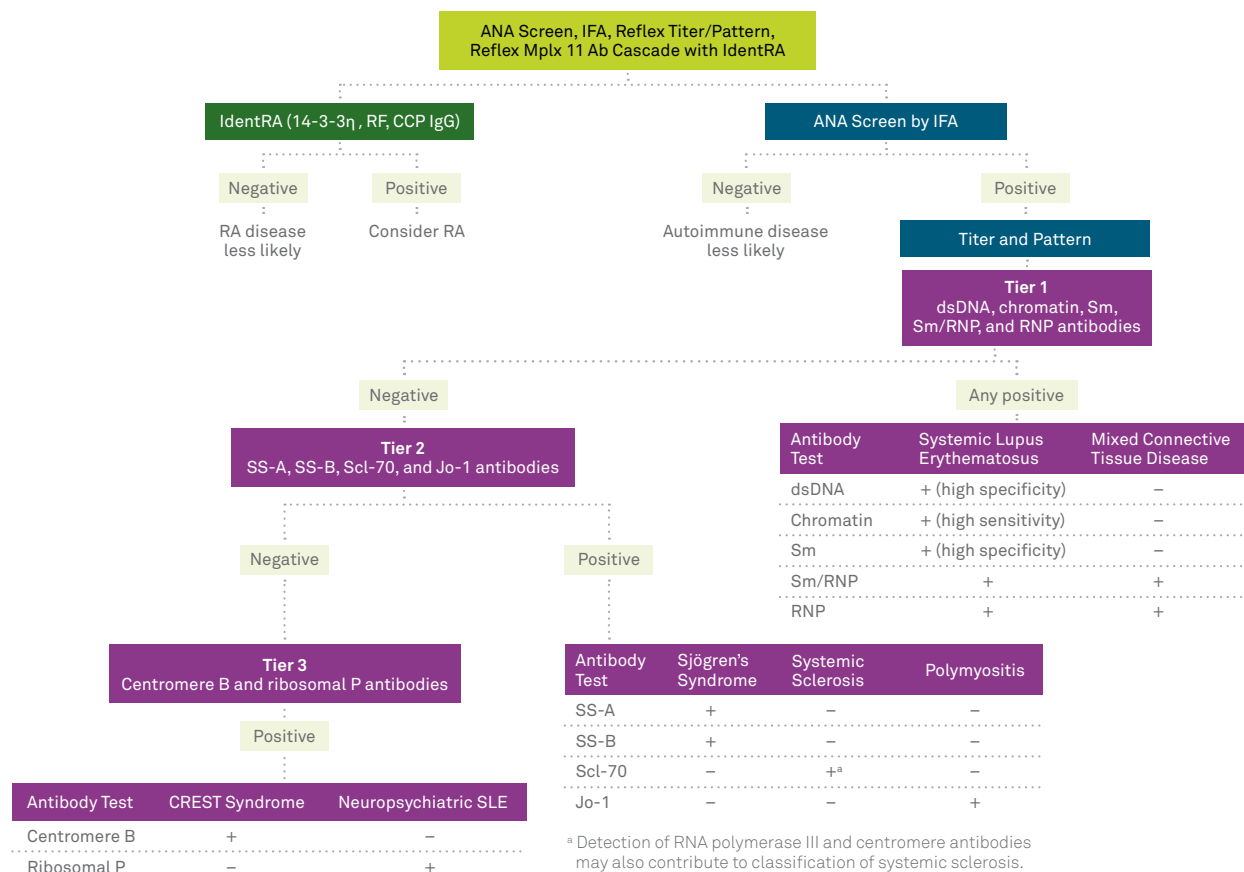 ANA Screen, IFA, Reflex Titer/Pattern,
Reflex Mplx 11 Ab Cascade with IdentRA
IdentRA (14-3-3η , RF, CCP IgG)
ANA Screen by IFA
Negative
Positive
Negative
Positive
RA disease
less likely
Consider RA
Autoimmune disease
less likely
Titer and Pattern
Tier 1
dsDNA, chromatin, Sm,
Sm/RNP, and RNP antibodies
Negative
Any positive
Tier 2
SS-A, SS-B, Scl-70, and Jo-1 antibodies
Antibody Test Systemic Lupus Erythematosus Mixed Connective Tissue Disease
dsDNA + (high specificity) –
Chromatin + (high sensitivity) –
Sm + (high specificity) –
Sm/RNP + +
RNP + +
Negative
Positive
Tier 3
Centromere B and ribosomal P antibodies
Antibody Test Sjögren's Syndrome Systemic Sclerosis Polymyositis
SS-A + – –
SS-B + – –
Scl-70 – +ᵃ –
Jo-1 – – +
ᵃ Detection of RNA polymerase III and centromere antibodies
may also contribute to classification of systemic sclerosis.
Positive
Antibody Test CREST Syndrome Neuropsychiatric SLE
Centromere B + –
Ribosomal P – +